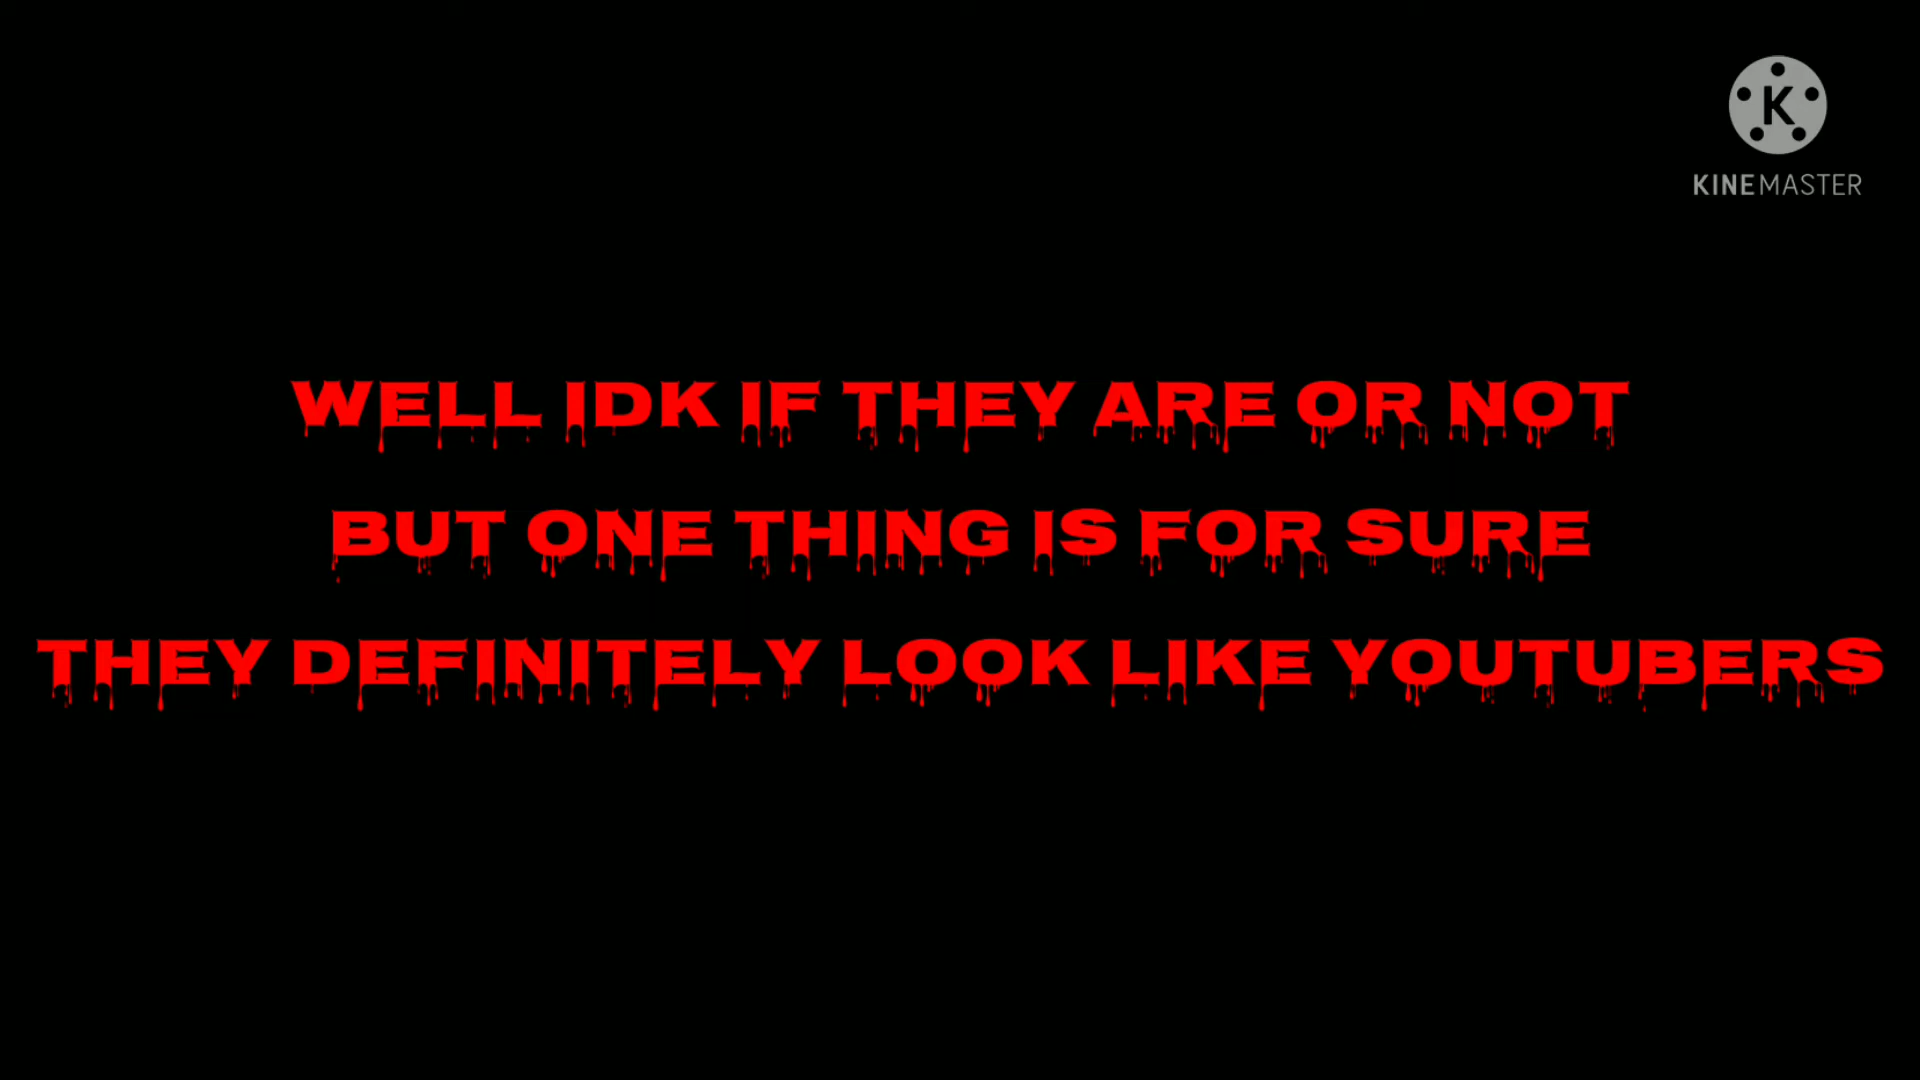 K
KINEMASTER
WELL IDK IF THEY ARE OR NOT
BUT ONE THING IS FOR SURE
THEY DEFINITELY LOOK LIKE YOUTUBERS